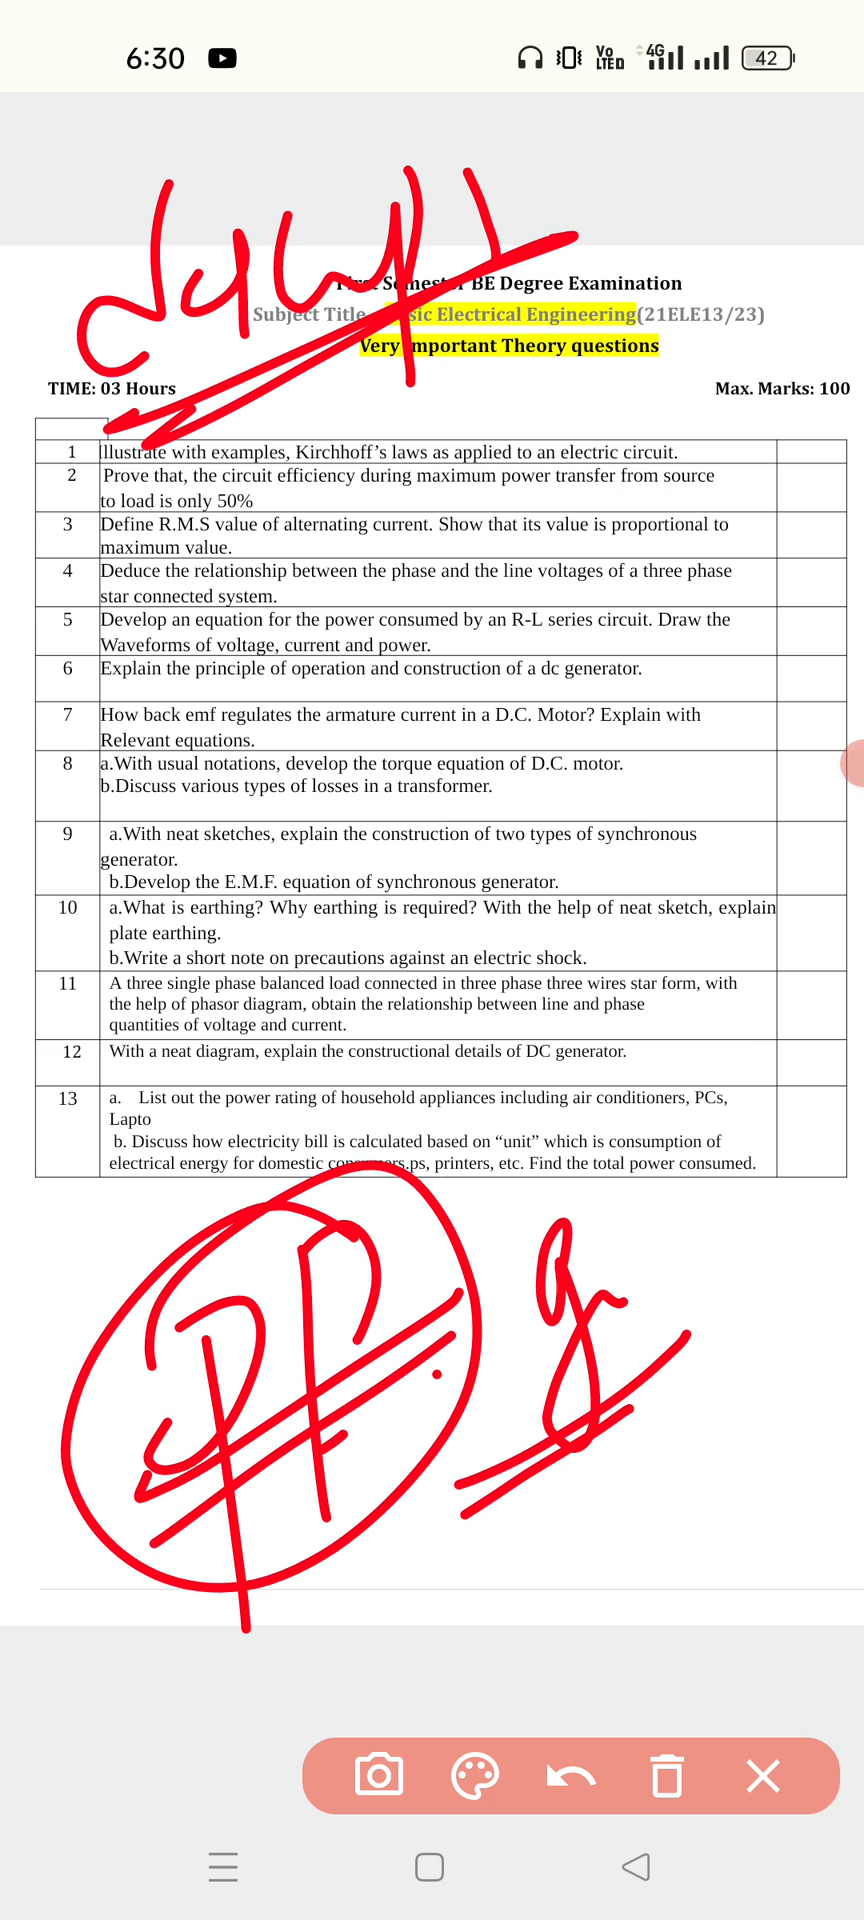 6:30
Vo LTE 4G 42
First Semester BE Degree Examination
Subject Title Basic Electrical Engineering(21ELE13/23)
Very important Theory questions
TIME: 03 Hours Max. Marks: 100
1 Illustrate with examples, Kirchhoff’s laws as applied to an electric circuit.
2 Prove that, the circuit efficiency during maximum power transfer from source
to load is only 50%
3 Define R.M.S value of alternating current. Show that its value is proportional to
maximum value.
4 Deduce the relationship between the phase and the line voltages of a three phase
star connected system.
5 Develop an equation for the power consumed by an R-L series circuit. Draw the
Waveforms of voltage, current and power.
6 Explain the principle of operation and construction of a dc generator.
7 How back emf regulates the armature current in a D.C. Motor? Explain with
Relevant equations.
8 a.With usual notations, develop the torque equation of D.C. motor.
b.Discuss various types of losses in a transformer.
9 a.With neat sketches, explain the construction of two types of synchronous
generator.
b.Develop the E.M.F. equation of synchronous generator.
10 a.What is earthing? Why earthing is required? With the help of neat sketch, explain
plate earthing.
b.Write a short note on precautions against an electric shock.
11 A three single phase balanced load connected in three phase three wires star form, with
the help of phasor diagram, obtain the relationship between line and phase
quantities of voltage and current.
12 With a neat diagram, explain the constructional details of DC generator.
13 a. List out the power rating of household appliances including air conditioners, PCs,
Lapto
b. Discuss how electricity bill is calculated based on “unit” which is consumption of
electrical energy for domestic consumers.ps, printers, etc. Find the total power consumed.